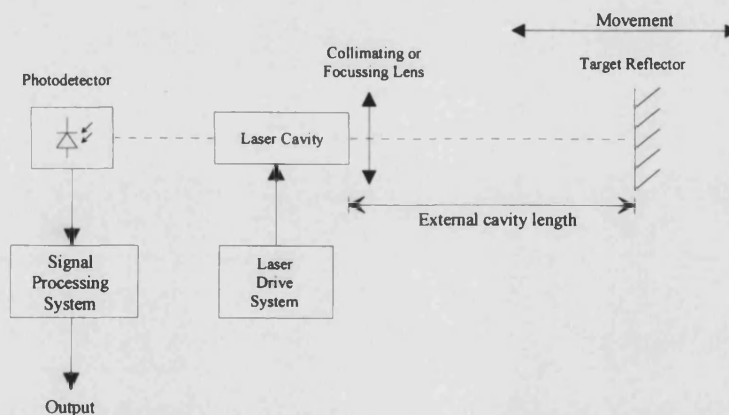 Movement
Collimating or
Focussing Lens
Target Reflector
Photodetector
Laser Cavity
External cavity length
Signal
Processing
System
Laser
Drive
System
Output